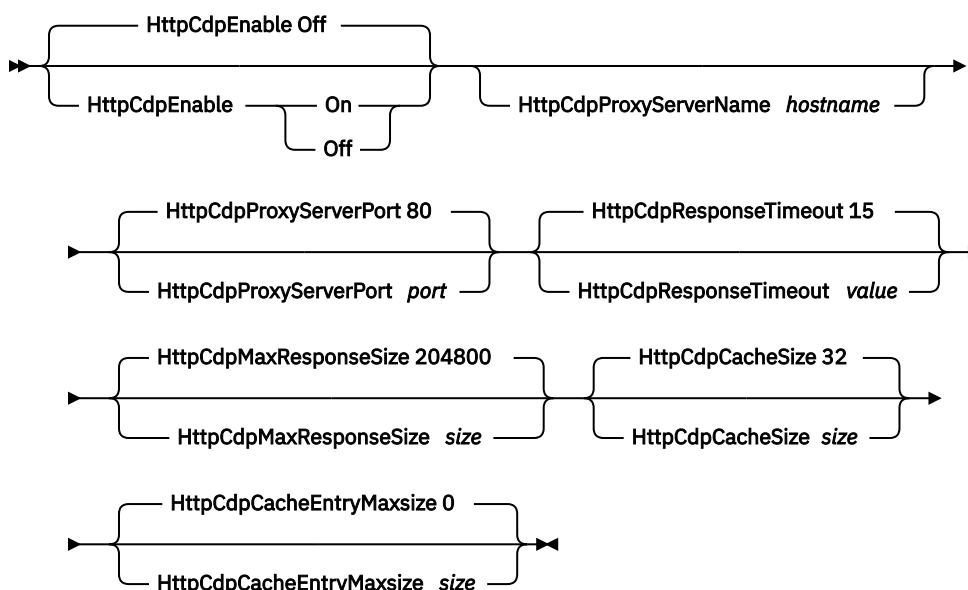 HttpCdpEnable Off
HttpCdpEnable On
HttpCdpProxyServerName hostname
Off
HttpCdpProxyServerPort 80
HttpCdpResponseTimeout 15
HttpCdpProxyServerPort port
HttpCdpResponseTimeout value
HttpCdpMaxResponseSize 204800
HttpCdpCacheSize 32
HttpCdpMaxResponseSize size
HttpCdpCacheSize size
HttpCdpCacheEntryMaxsize 0
HttpCdpCacheEntryMaxsize size